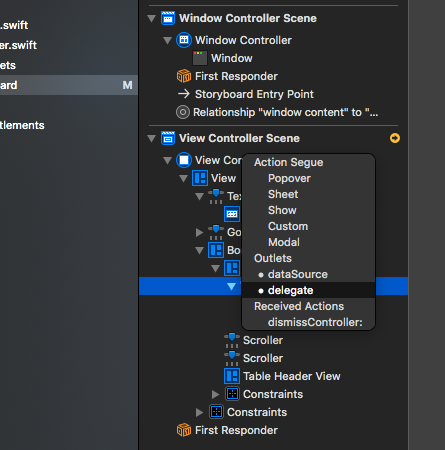 Window Controller Scene
.swift
Window Controller
er.swift
Window
ets
First Responder
ard M
Storyboard Entry Point
Relationship "window content" to "...
tlements
View Controller Scene
View Con
Action Segue
View
Popover
Te
Sheet
Show
Go
Custom
Bo
Modal
Outlets
dataSource
delegate
Received Actions
dismissController:
Scroller
Scroller
Table Header View
Constraints
Constraints
First Responder